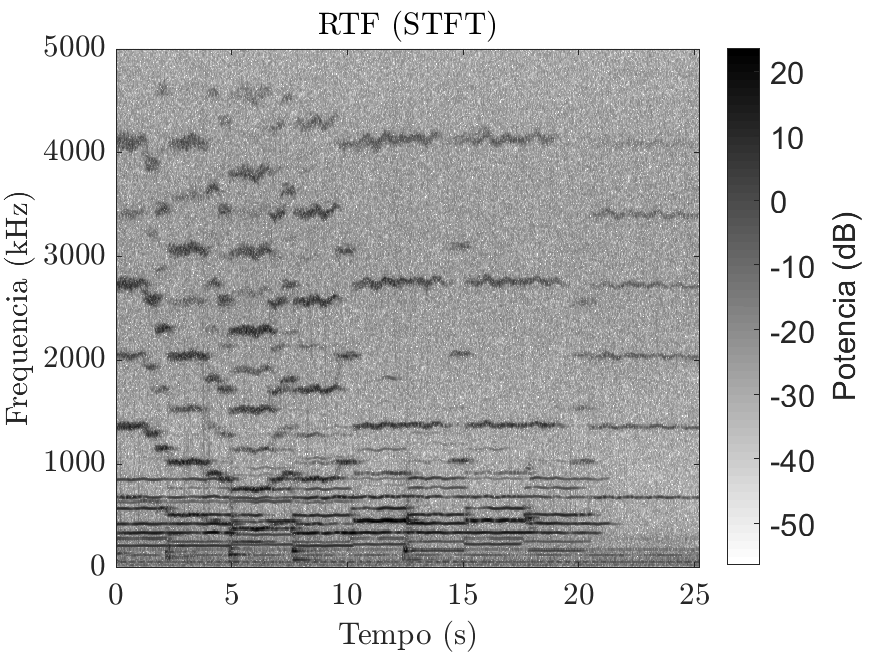 RTF (STFT)
5000
4000
3000
2000
1000
0
Frequencia (kHz)
0 5 10 15 20 25
Tempo (s)
20
10
0
-10
-20
-30
-40
-50
Potencia (dB)